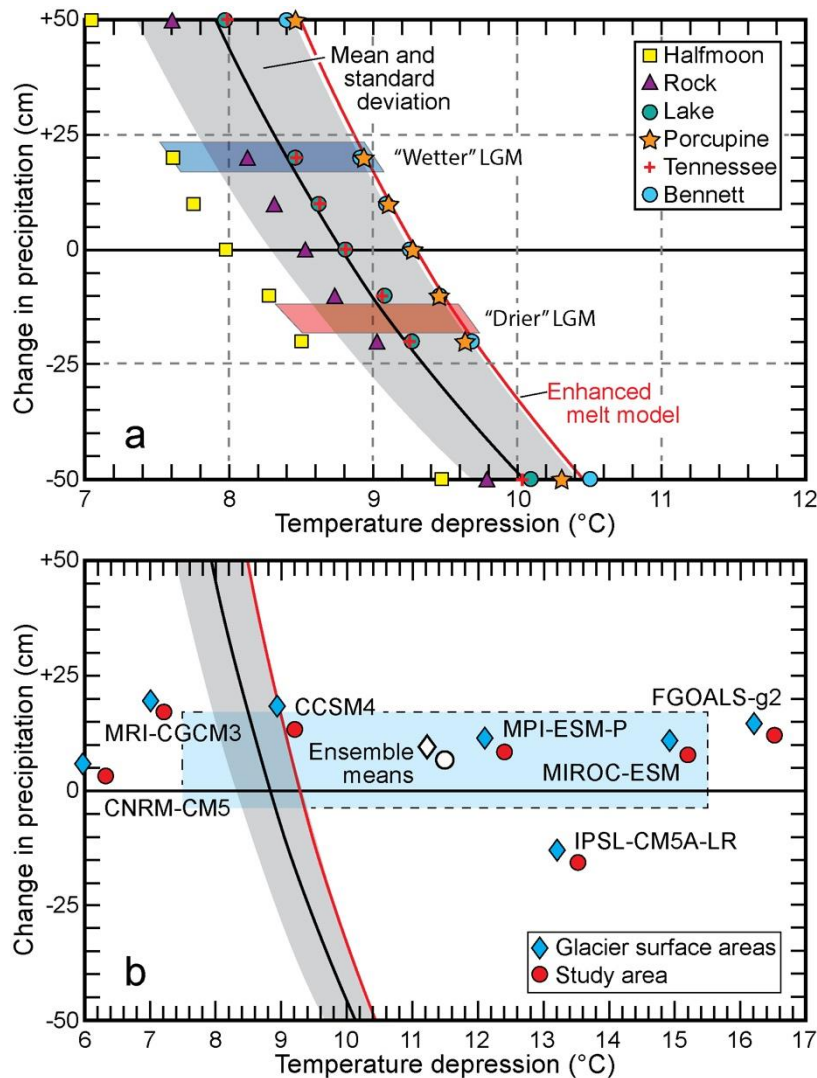 +50
+25
0
-25
-50
Change in precipitation (cm)
Mean and
standard
deviation
Halfmoon
Rock
Lake
Porcupine
Tennessee
Bennett
"Wetter" LGM
"Drier" LGM
Enhanced
melt model
a
7
8
9
10
11
12
Temperature depression (°C)
+50
+25
0
-25
-50
Change in precipitation (cm)
MRI-CGCM3
CNRM-CM5
CCSM4
Ensemble
means
MPI-ESM-P
MIROC-ESM
FGOALS-g2
IPSL-CM5A-LR
Glacier surface areas
Study area
b
6
7
8
9
10
11
12
13
14
15
16
17
Temperature depression (°C)